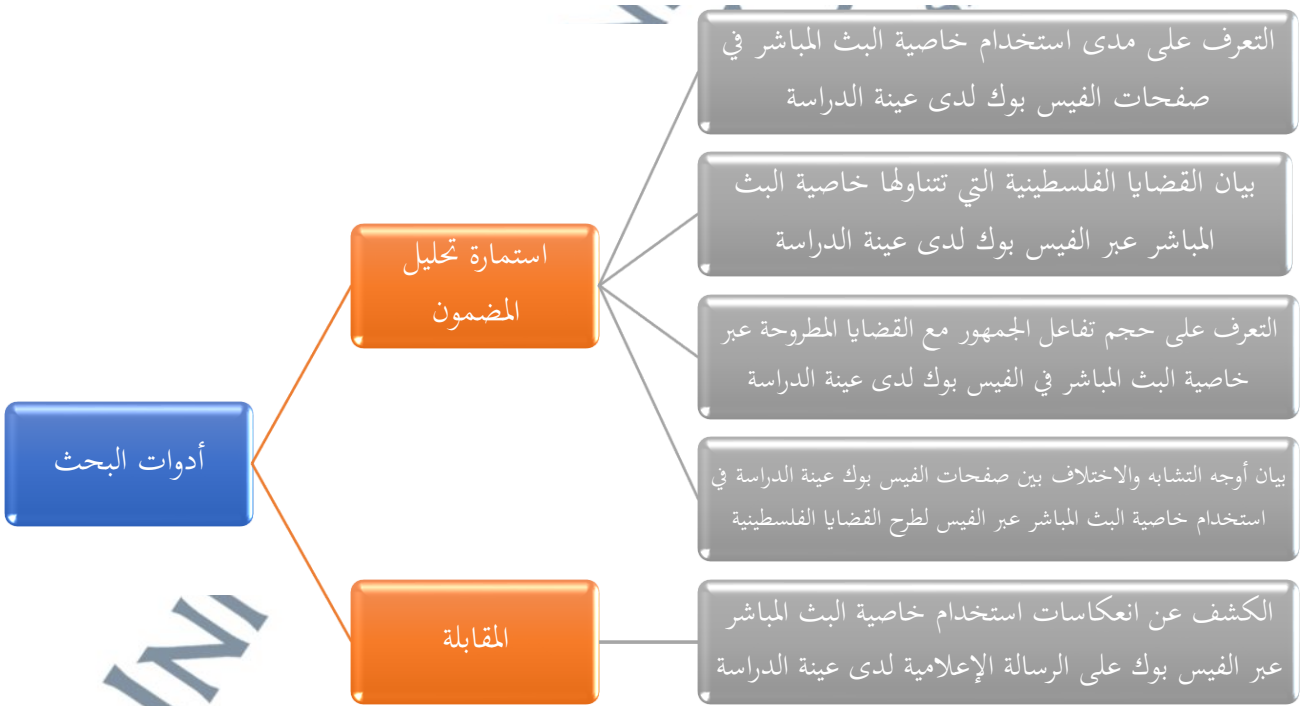 أدوات البحث
استمارة تحليل
المضمون
التعرف على مدى استخدام خاصية البث المباشر في
صفحات الفيس بوك لدى عينة الدراسة
بيان القضايا الفلسطينية التي تتناولها خاصية البث
المباشر عبر الفيس بوك لدى عينة الدراسة
التعرف على حجم تفاعل الجمهور مع القضايا المطروحة عبر
خاصية البث المباشر في الفيس بوك لدى عينة الدراسة
بيان أوجه التشابه والاختلاف بين صفحات الفيس بوك عينة الدراسة في
استخدام خاصية البث المباشر عبر الفيس لطرح القضايا الفلسطينية
المقابلة
الكشف عن انعكاسات استخدام خاصية البث المباشر
عبر الفيس بوك على الرسالة الإعلامية لدى عينة الدراسة